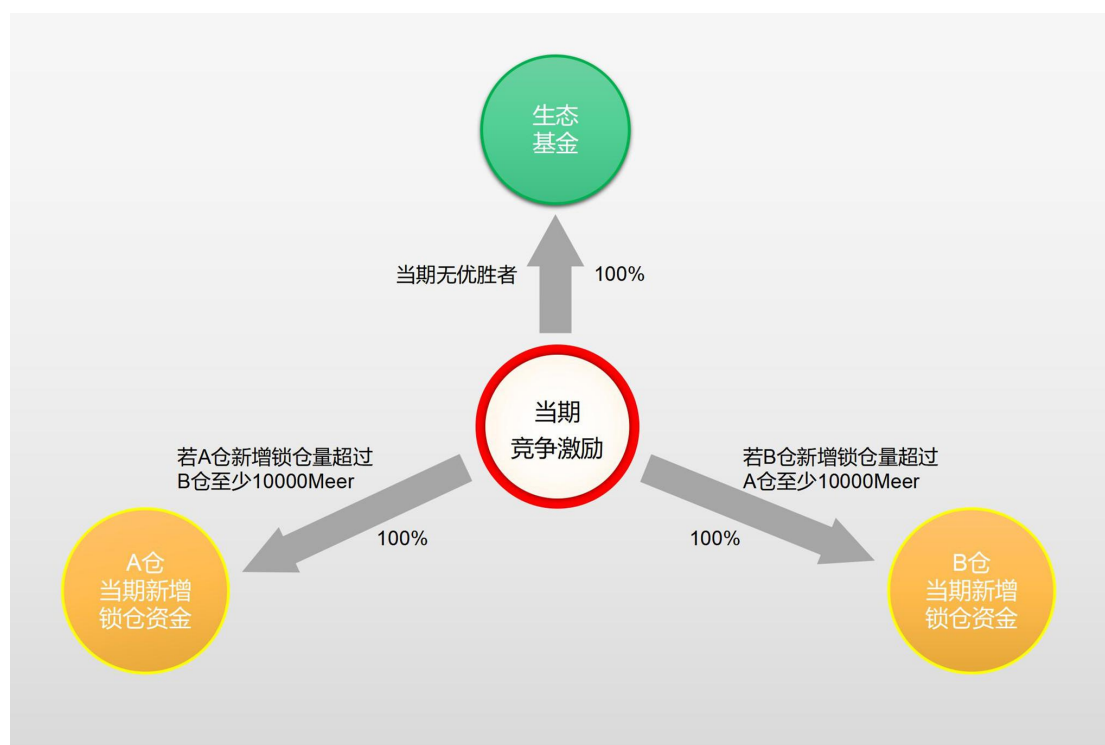 生态
基金
当期无优胜者
100%
当期
竞争激励
若A仓新增锁仓量超过
B仓至少10000Meer
若B仓新增锁仓量超过
A仓至少10000Meer
100%
100%
A仓
当期新增
锁仓资金
B仓
当期新增
锁仓资金